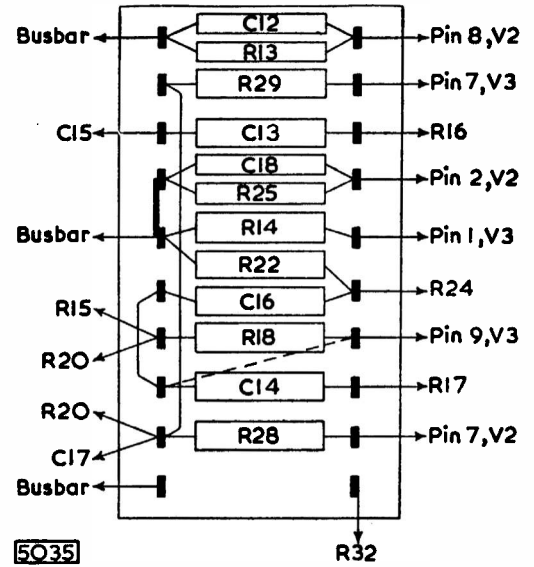 C12
Busbar Pin 8,V2
R13
R29 Pin 7,V3
C15 C13 R16
C18
Pin 2,V2
R25
R14
Busbar Pin 1,V3
R22
R24
C16
R15
R18 Pin 9,V3
R20
C14 R17
R20
R28 Pin 7,V2
C17
Busbar
5035 R32